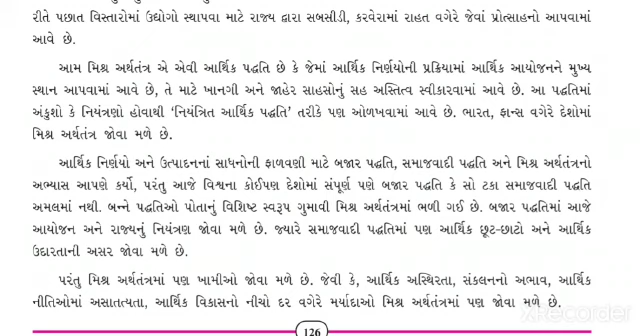 રીતે પછાત વિસ્તારોમાં ઉદ્યોગો સ્થાપવા માટે રાજ્ય દ્વારા સબસીડી, કરવેરામાં રાહત વગેરે જેવાં પ્રોત્સાહનો આપવામાં
આવે છે.
આમ મિશ્ર અર્થતંત્ર એ એવી આર્થિક પદ્ધતિ છે કે જેમાં આર્થિક નિર્ણયોની પ્રક્રિયામાં આર્થિક આયોજનને મુખ્ય
સ્થાન આપવામાં આવે છે, તે માટે ખાનગી અને જાહેર સાહસોનું સહ અસ્તિત્વ સ્વીકારવામાં આવે છે. આ પદ્ધતિમાં
અંકુશો કે નિયંત્રણો હોવાથી 'નિયંત્રિત આર્થિક પદ્ધતિ' તરીકે પણ ઓળખવામાં આવે છે. ભારત, ફ્રાન્સ વગેરે દેશોમાં
મિશ્ર અર્થતંત્ર જોવા મળે છે.
આર્થિક નિર્ણયો અને ઉત્પાદનનાં સાધનોની ફાળવણી માટે બજાર પદ્ધતિ, સમાજવાદી પદ્ધતિ અને મિશ્ર અર્થતંત્રનો
અભ્યાસ આપણે કર્યો, પરંતુ આજે વિશ્વના કોઈપણ દેશોમાં સંપૂર્ણ પણે બજાર પદ્ધતિ કે સો ટકા સમાજવાદી પદ્ધતિ
અમલમાં નથી. બન્ને પદ્ધતિઓ પોતાનું વિશિષ્ટ સ્વરૂપ ગુમાવી મિશ્ર અર્થતંત્રમાં ભળી ગઈ છે. બજાર પદ્ધતિમાં આજે
આયોજન અને રાજ્યનું નિયંત્રણ જોવા મળે છે. જ્યારે સમાજવાદી પદ્ધતિમાં પણ આર્થિક છૂટ-છાટો અને આર્થિક
ઉદારતાની અસર જોવા મળે છે.
પરંતુ મિશ્ર અર્થતંત્રમાં પણ ખામીઓ જોવા મળે છે. જેવી કે, આર્થિક અસ્થિરતા, સંકલનનો અભાવ, આર્થિક
નીતિઓમાં અસાતત્યતા, આર્થિક વિકાસનો નીચો દર વગેરે મર્યાદાઓ મિશ્ર અર્થતંત્રમાં પણ જોવા મળે છે.
126
XRecorder